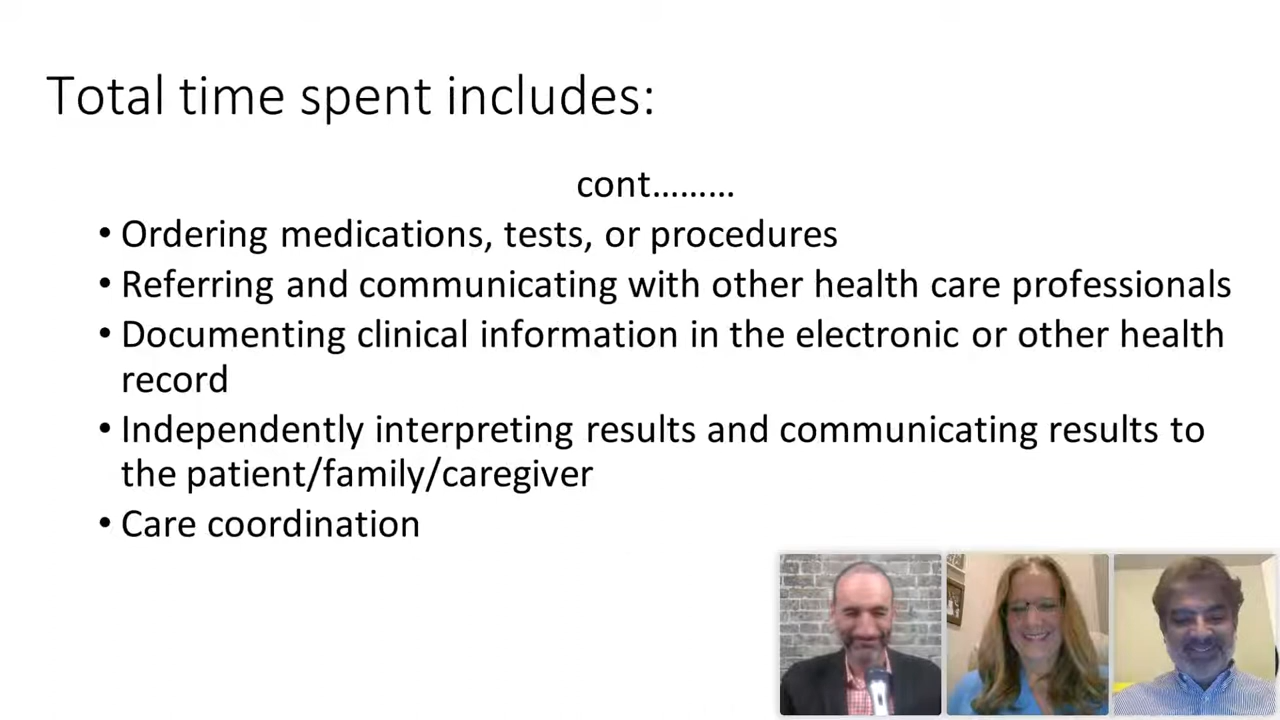 Total time spent includes:
cont.........
• Ordering medications, tests, or procedures
• Referring and communicating with other health care professionals
• Documenting clinical information in the electronic or other health
record
• Independently interpreting results and communicating results to
the patient/family/caregiver
• Care coordination